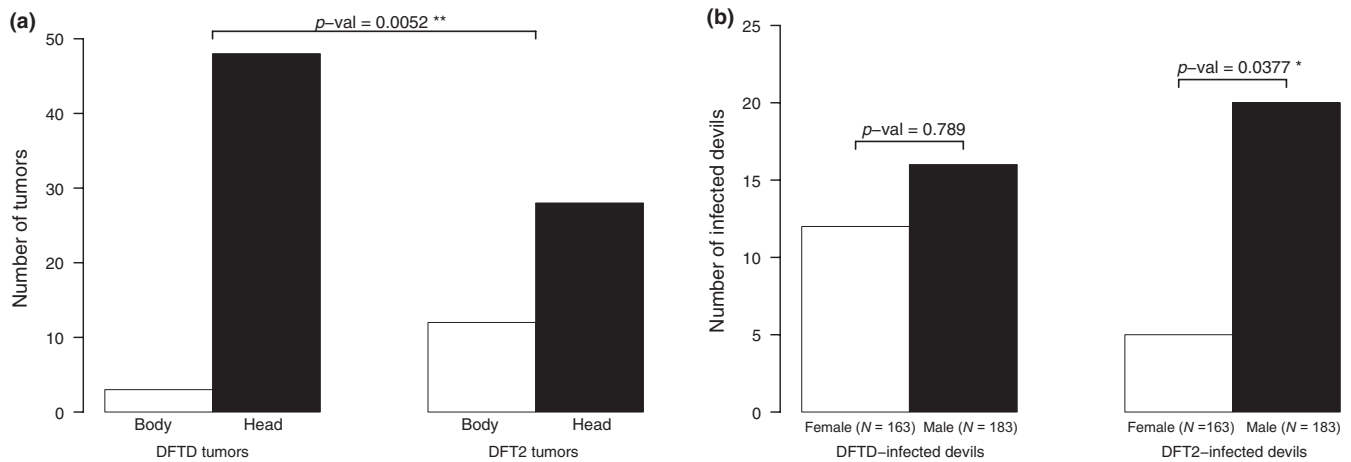 (a)
p–val = 0.0052 **
50
40
30
20
10
0
Number of tumors
Body
Head
Body
Head
DFTD tumors
DFT2 tumors
(b)
25
20
15
10
5
0
Number of infected devils
p–val = 0.789
p–val = 0.0377 *
Female (N = 163)
Male (N = 183)
Female (N =163)
Male (N = 183)
DFTD–infected devils
DFT2–infected devils